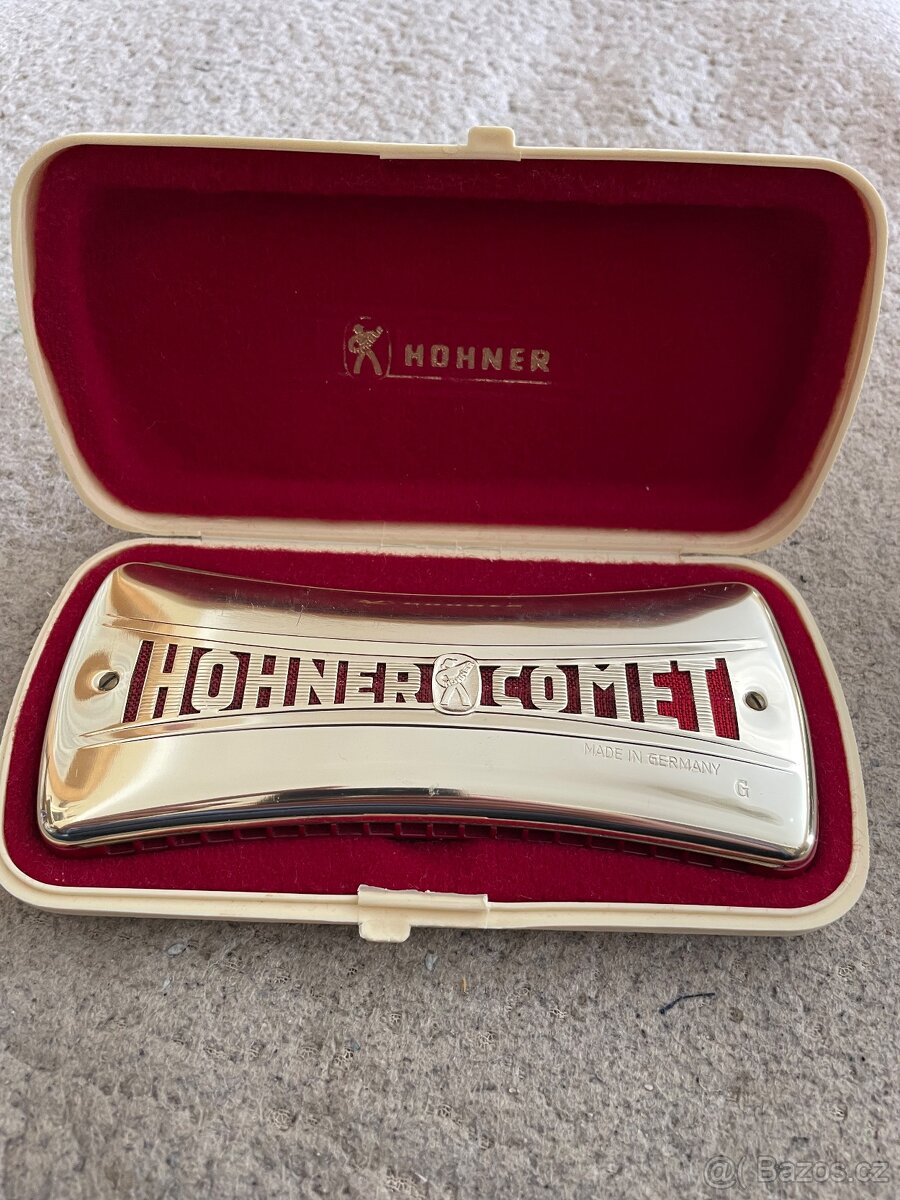 HOHNER
HOHNER COMET
MADE IN GERMANY
G
@( Bazos.cz